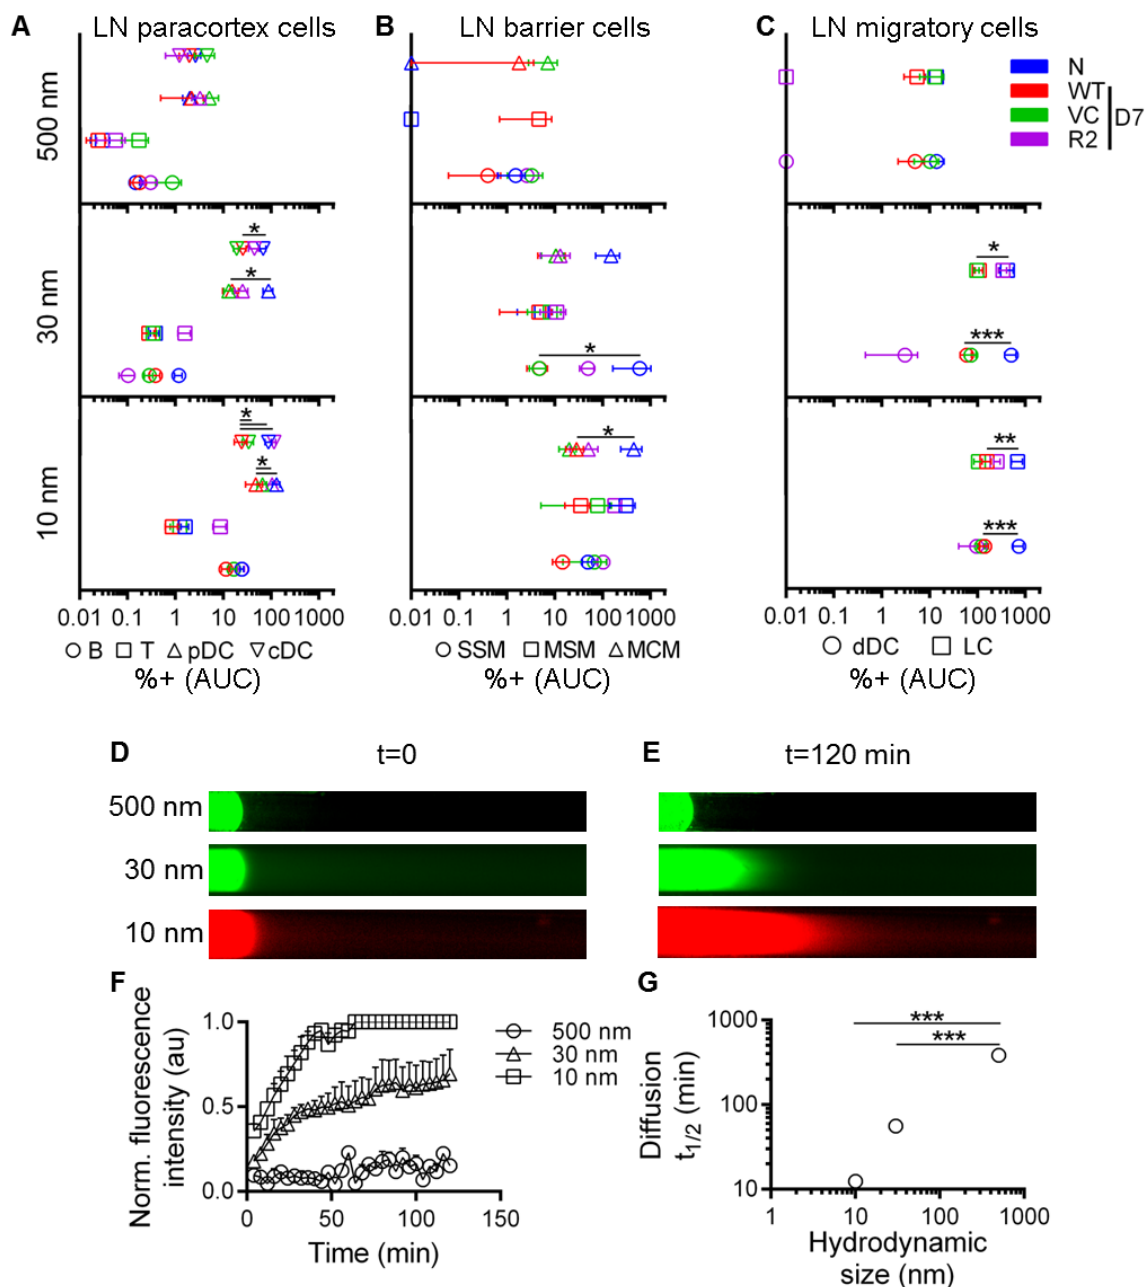 A LN paracortex cells
B LN barrier cells
C LN migratory cells
N
WT
VC
R2
D7
500 nm
30 nm
10 nm
* * * *
* *
* *** ** ***
0.01 0.1 1 10 100 1000
0.01 0.1 1 10 100 1000
0.01 0.1 1 10 100 1000
B T pDC cDC
SSM MSM MCM
dDC LC
%+ (AUC)
%+ (AUC)
%+ (AUC)
D t=0
E t=120 min
500 nm
30 nm
10 nm
F
Norm. fluorescence
intensity (au)
1.0
0.5
0.0
0 50 100 150
Time (min)
500 nm
30 nm
10 nm
G
Diffusion
t1/2 (min)
1000
100
10
***
***
1 10 100 1000
Hydrodynamic
size (nm)